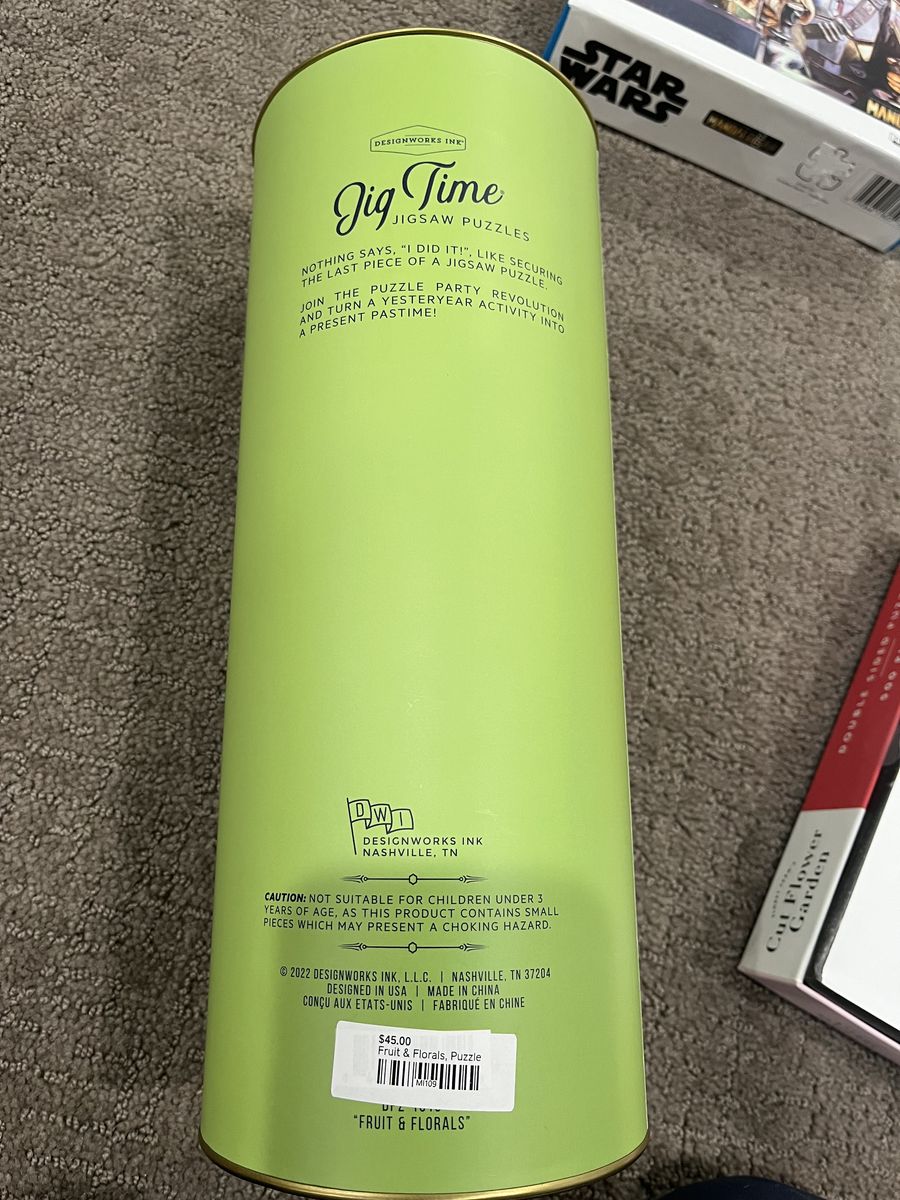 DESIGNWORKS INK
Jig Time
JIGSAW PUZZLES
NOTHING SAYS, "I DID IT!", LIKE SECURING
THE LAST PIECE OF A JIGSAW PUZZLE.
JOIN THE PUZZLE PARTY REVOLUTION
AND TURN A YESTERYEAR ACTIVITY INTO
A PRESENT PASTIME!
DWI
DESIGNWORKS INK
NASHVILLE, TN
CAUTION: NOT SUITABLE FOR CHILDREN UNDER 3
YEARS OF AGE, AS THIS PRODUCT CONTAINS SMALL
PIECES WHICH MAY PRESENT A CHOKING HAZARD.
© 2022 DESIGNWORKS INK, L.L.C. | NASHVILLE, TN 37204
DESIGNED IN USA | MADE IN CHINA
CONÇU AUX ETATS-UNIS | FABRIQUÉ EN CHINE
$45.00
Fruit & Florals, Puzzle
MI109
"FRUIT & FLORALS"
STAR
WARS
Cut Flower
Garden
DOUBLE SIDED